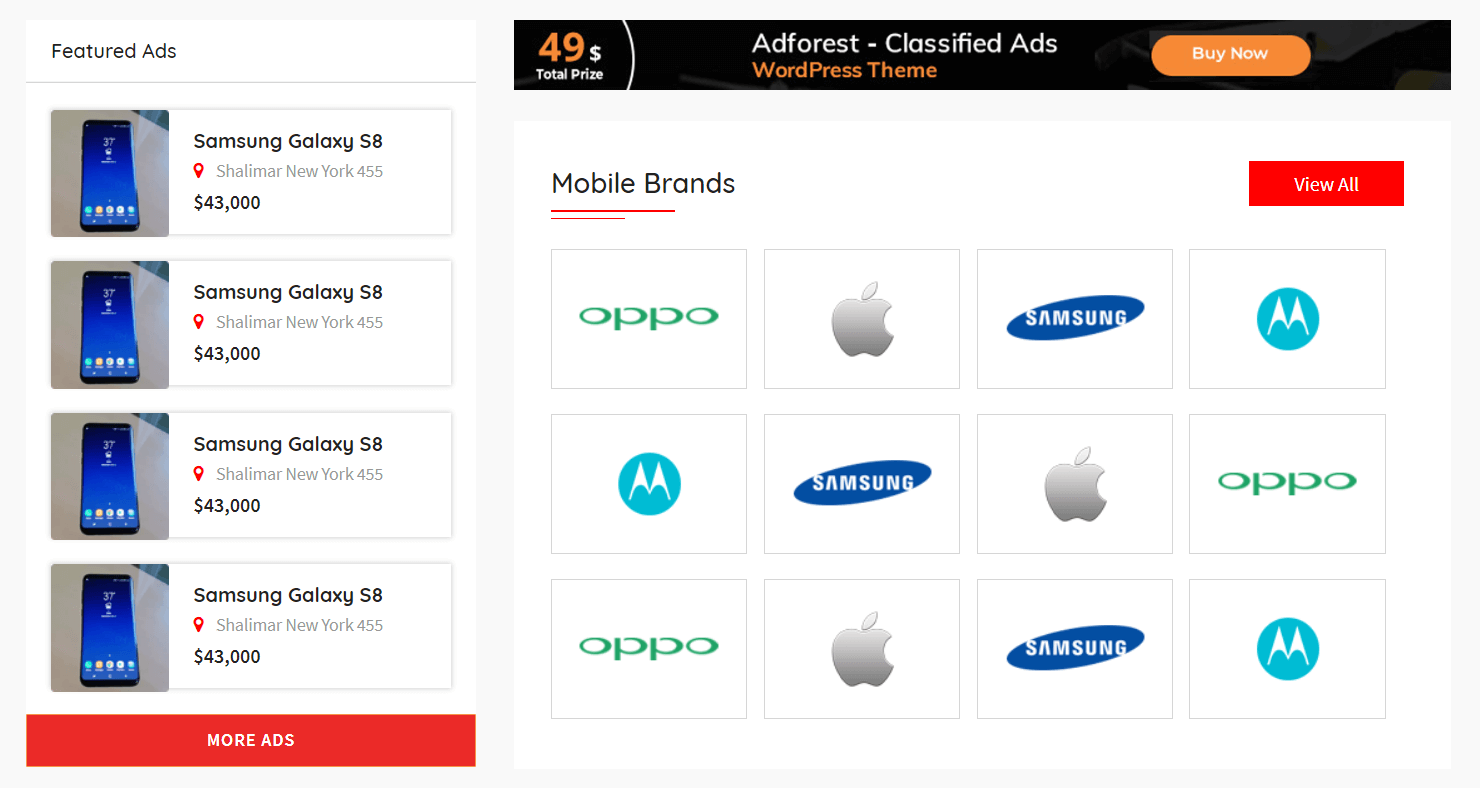 Featured Ads
Samsung Galaxy S8
Shalimar New York 455
$43,000
Samsung Galaxy S8
Shalimar New York 455
$43,000
Samsung Galaxy S8
Shalimar New York 455
$43,000
Samsung Galaxy S8
Shalimar New York 455
$43,000
MORE ADS
49 $
Total Prize
Adforest - Classified Ads
WordPress Theme
Buy Now
Mobile Brands
View All
oppo
SAMSUNG
SAMSUNG
oppo
oppo
SAMSUNG